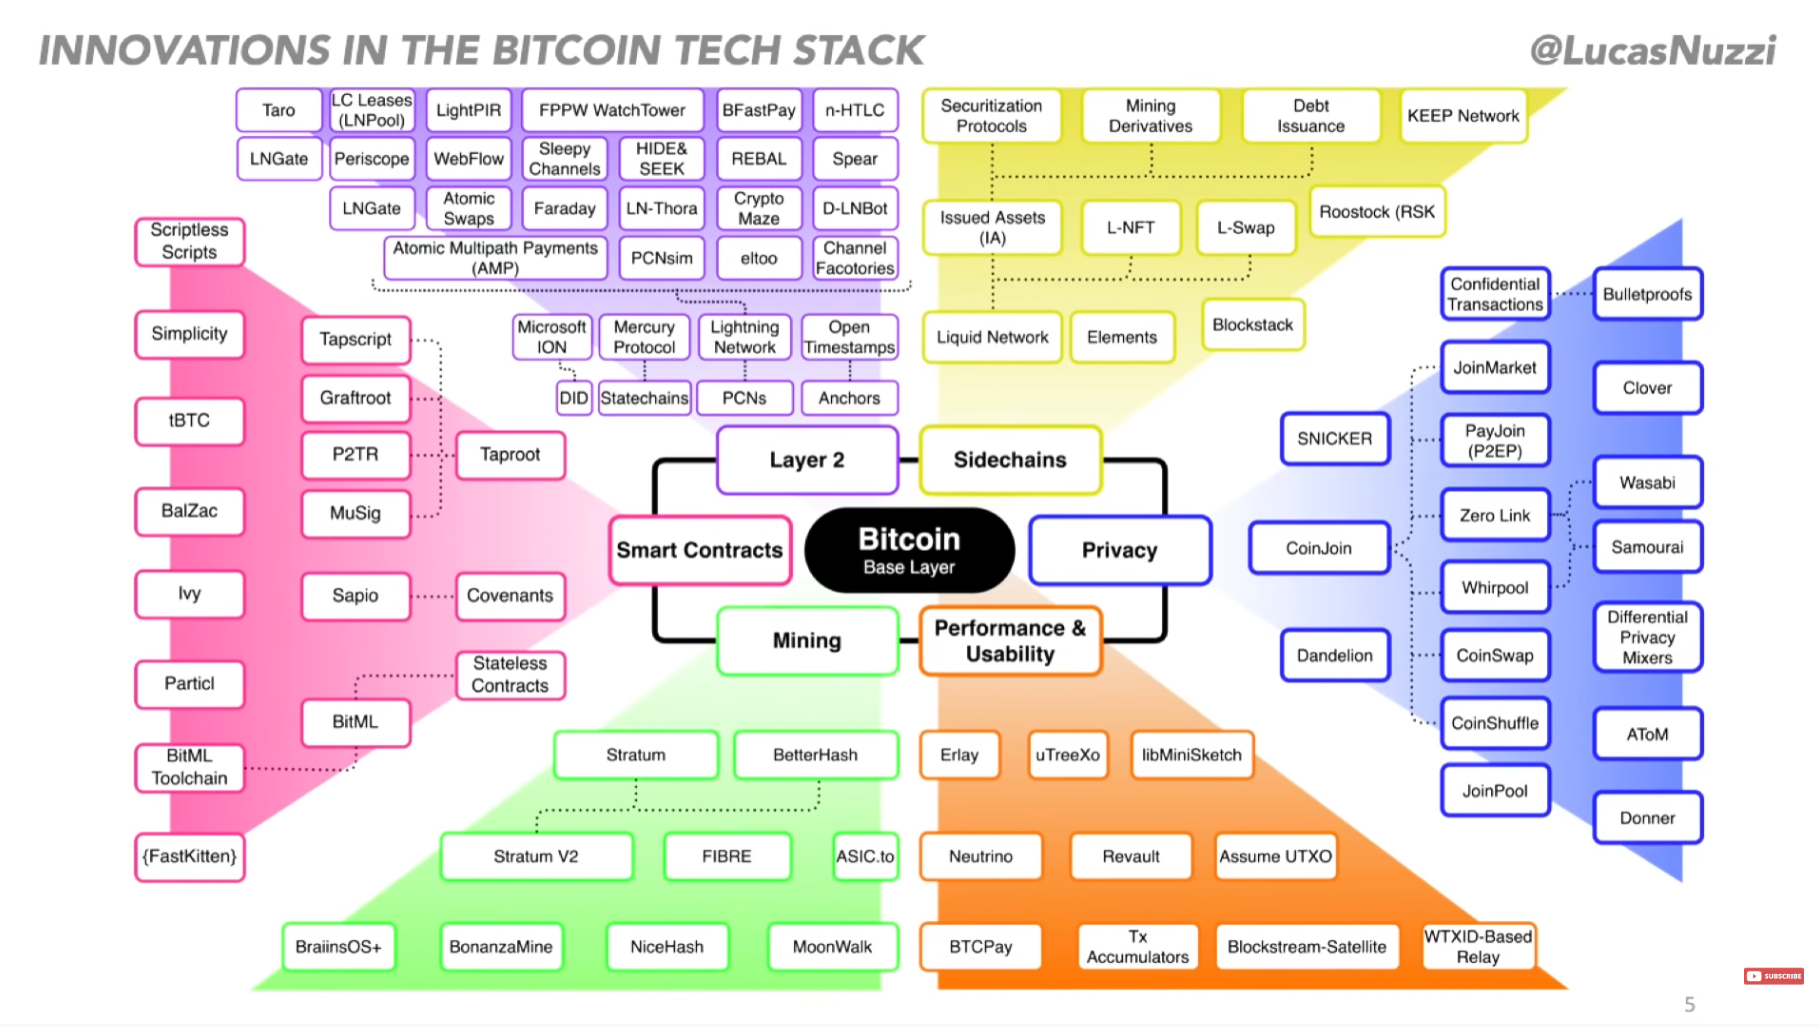 INNOVATIONS IN THE BITCOIN TECH STACK
@LucasNuzzi
Taro
LC Leases
(LNPool)
LightPIR
FPPW WatchTower
BFastPay
n-HTLC
LNGate
Periscope
WebFlow
Sleepy
Channels
HIDE&
SEEK
REBAL
Spear
LNGate
Atomic
Swaps
Faraday
LN-Thora
Crypto
Maze
D-LNBot
Atomic Multipath Payments
(AMP)
PCNsim
eltoo
Channel
Facotories
Microsoft
ION
Mercury
Protocol
Lightning
Network
Open
Timestamps
DID
Statechains
PCNs
Anchors
Layer 2
Securitization
Protocols
Mining
Derivatives
Debt
Issuance
KEEP Network
Issued Assets
(IA)
L-NFT
L-Swap
Roostock (RSK
Liquid Network
Elements
Blockstack
Sidechains
Scriptless
Scripts
Simplicity
tBTC
BalZac
Ivy
Particl
BitML
Toolchain
{FastKitten}
Tapscript
Graftroot
P2TR
MuSig
Sapio
BitML
Taproot
Covenants
Stateless
Contracts
Smart Contracts
Bitcoin
Base Layer
Privacy
SNICKER
CoinJoin
Dandelion
Confidential
Transactions
JoinMarket
PayJoin
(P2EP)
Zero Link
Whirpool
CoinSwap
CoinShuffle
JoinPool
Bulletproofs
Clover
Wasabi
Samourai
Differential
Privacy
Mixers
AToM
Donner
Mining
Stratum
BetterHash
Stratum V2
FIBRE
ASIC.to
BraiinsOS+
BonanzaMine
NiceHash
MoonWalk
Performance &
Usability
Erlay
uTreeXo
libMiniSketch
Neutrino
Revault
Assume UTXO
BTCPay
Tx
Accumulators
Blockstream-Satellite
WTXID-Based
Relay
SUBSCRIBE
5